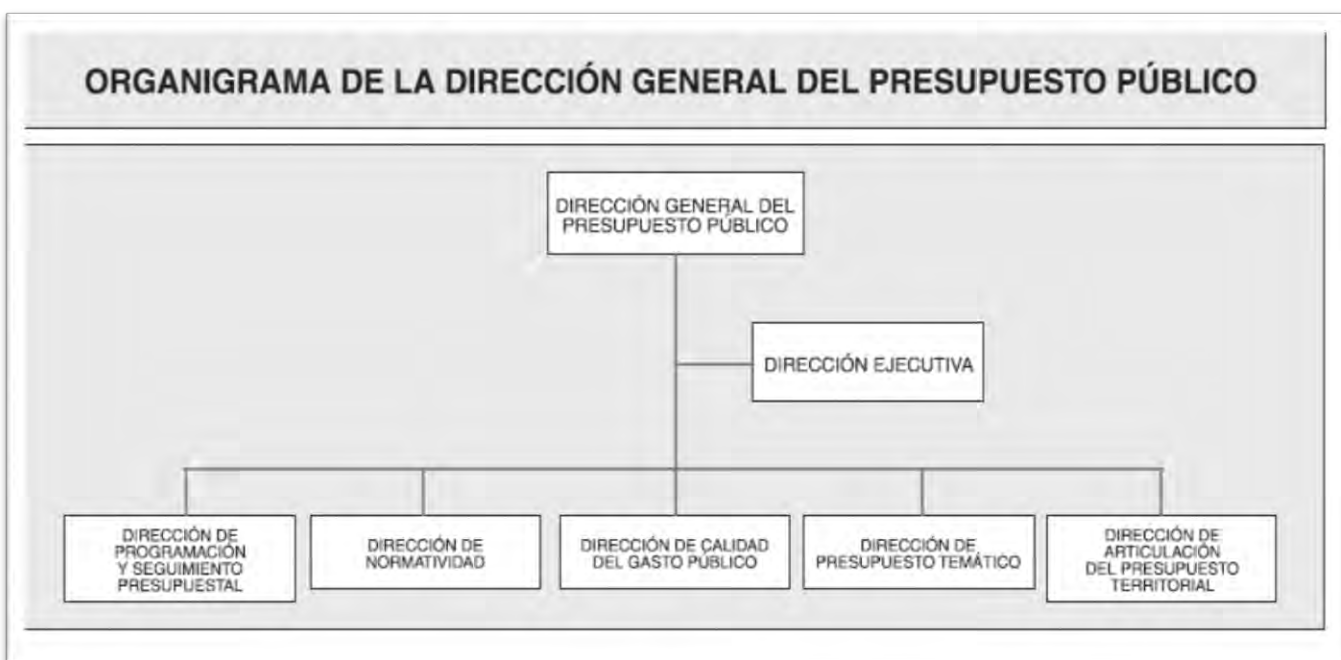 ORGANIGRAMA DE LA DIRECCIÓN GENERAL DEL PRESUPUESTO PÚBLICO
DIRECCIÓN GENERAL DEL
PRESUPUESTO PÚBLICO
DIRECCIÓN EJECUTIVA
DIRECCIÓN DE
PROGRAMACIÓN
Y SEGUIMIENTO
PRESUPUESTAL
DIRECCIÓN DE
NORMATIVIDAD
DIRECCIÓN DE CALIDAD
DEL GASTO PÚBLICO
DIRECCIÓN DE
PRESUPUESTO TEMÁTICO
DIRECCIÓN DE
ARTICULACIÓN
DEL PRESUPUESTO
TERRITORIAL